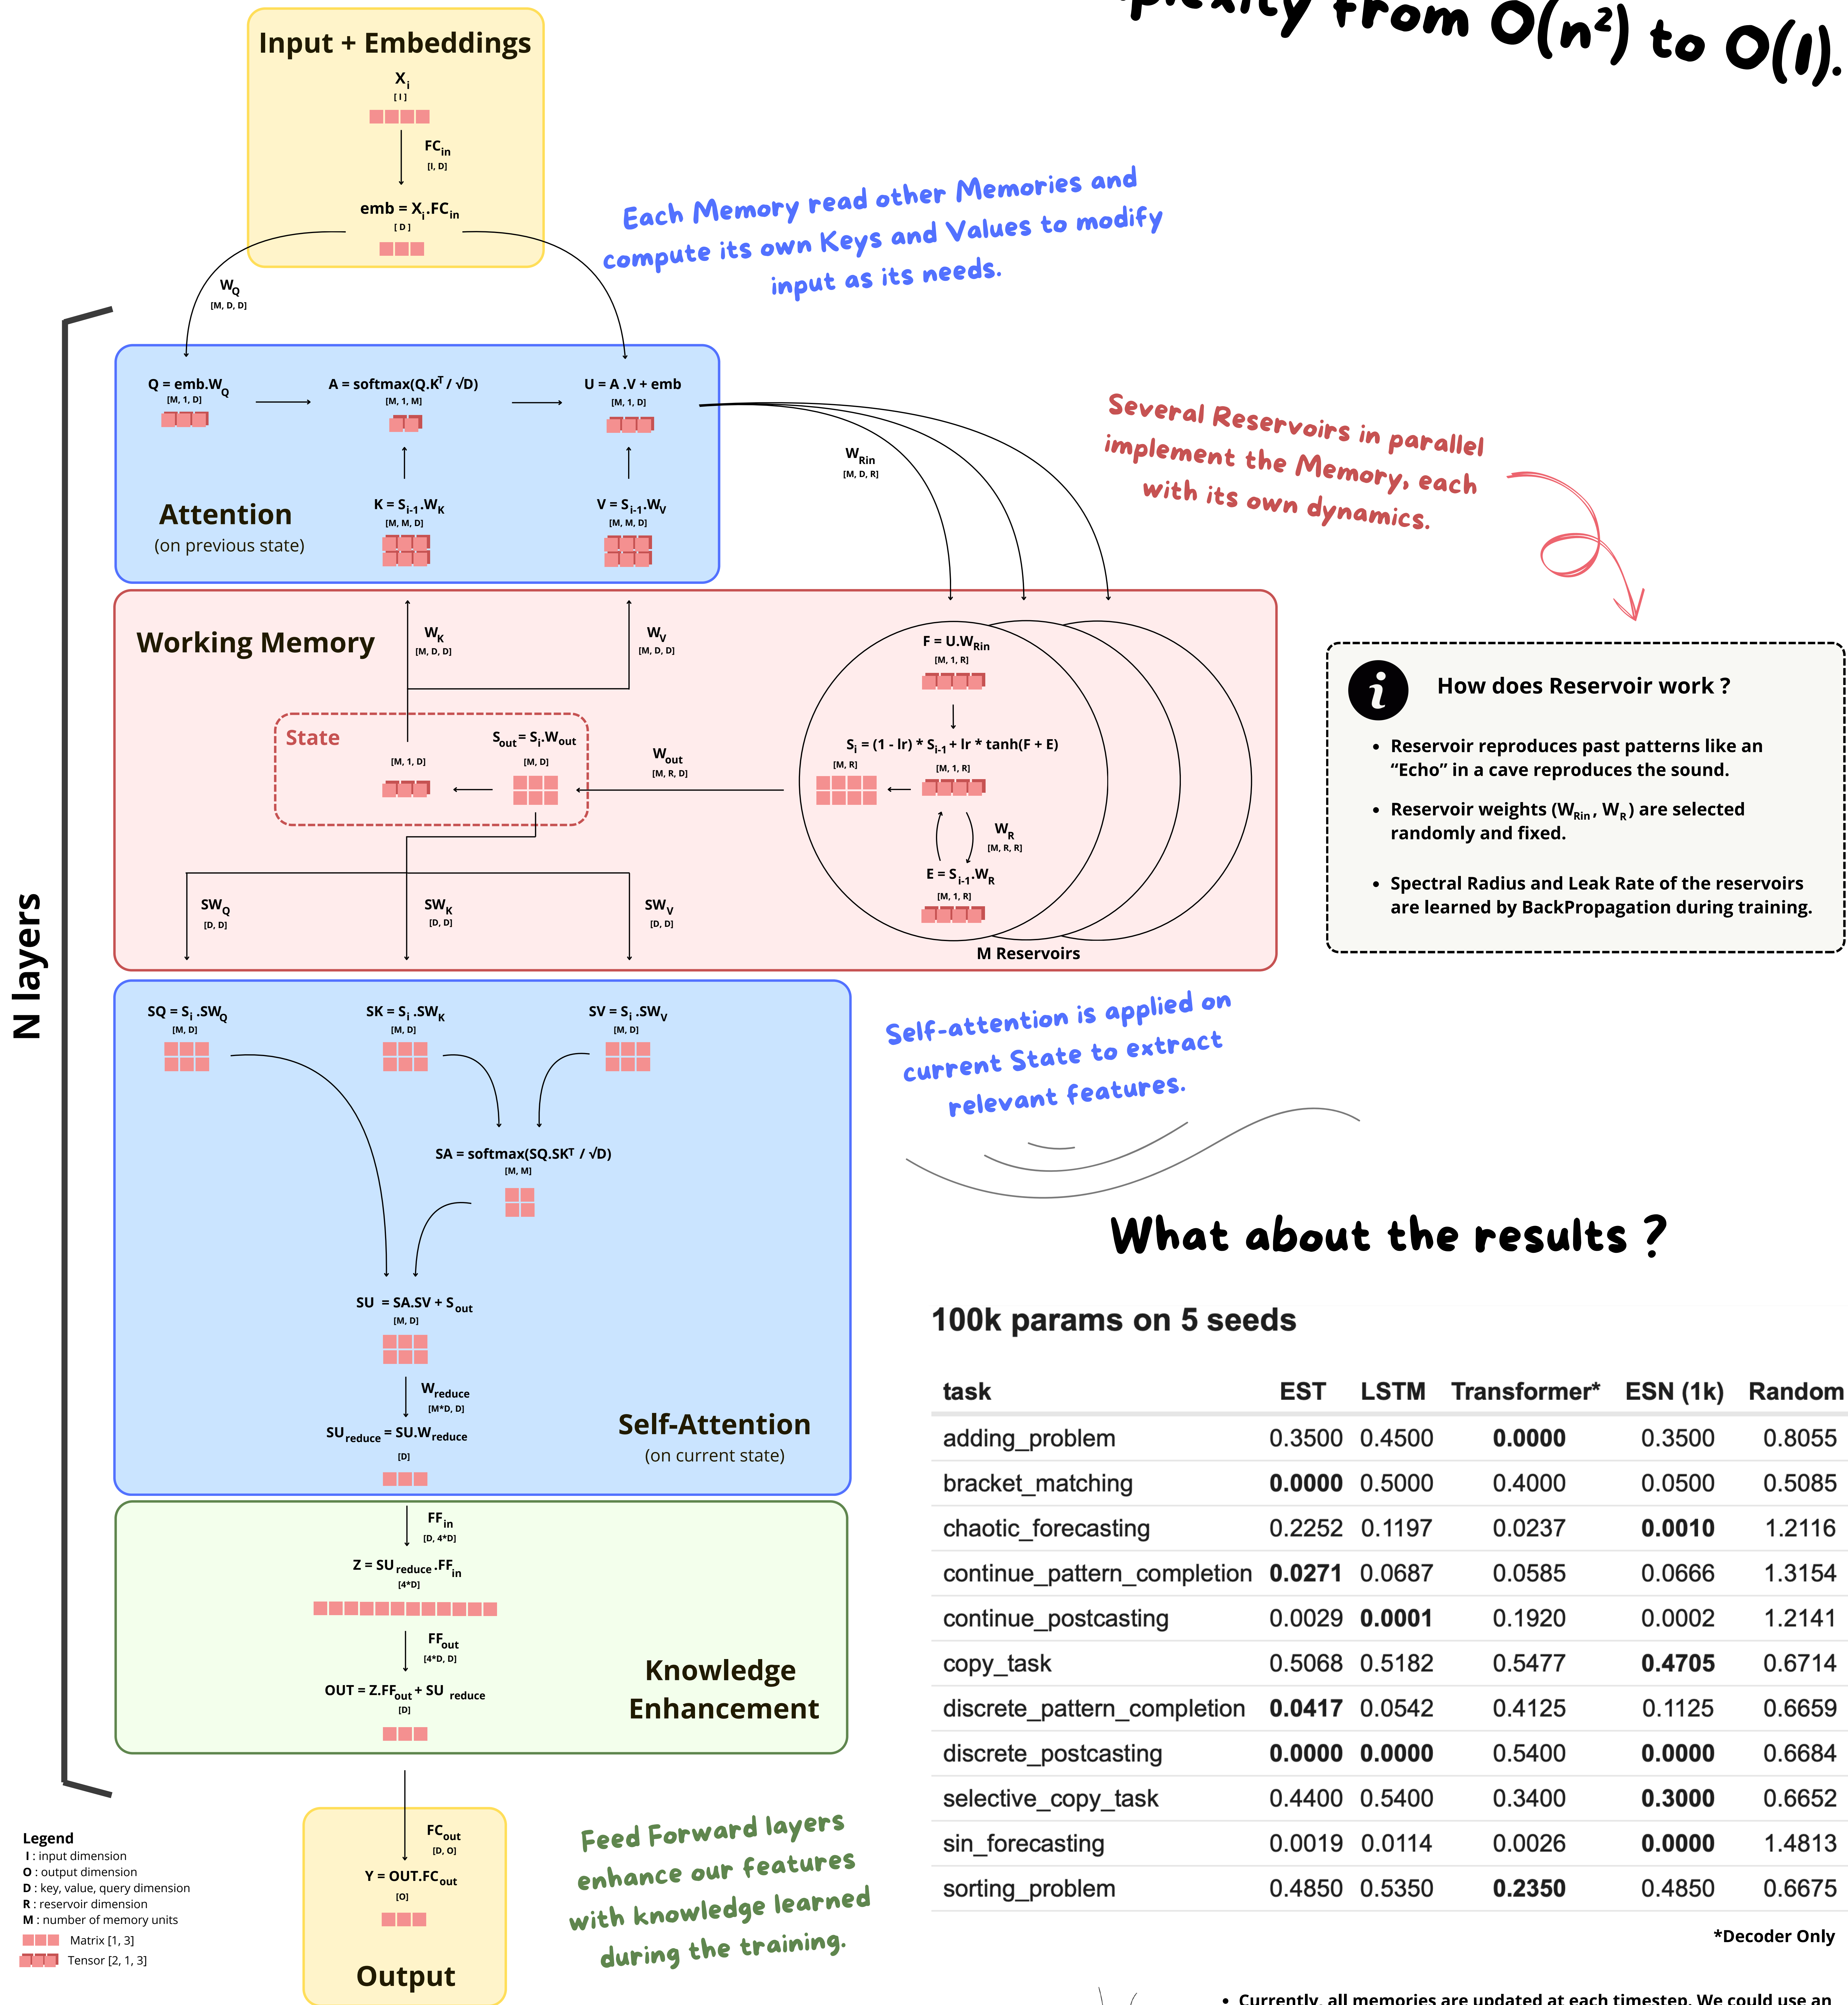 plexity from O(n²) to O(1).
Input + Embeddings
Xi
[ I ]
FCin
[I, D]
emb = Xi.FCin
[ D ]
WQ
[M, D, D]
Each Memory read other Memories and
compute its own Keys and Values to modify
input as its needs.
N layers
Q = emb.WQ
[M, 1, D]
A = softmax(Q.Kᵀ / √D)
[M, 1, M]
U = A .V + emb
[M, 1, D]
Attention
(on previous state)
K = Si-1.WK
[M, M, D]
V = Si-1.WV
[M, M, D]
WRin
[M, D, R]
Several Reservoirs in parallel
implement the Memory, each
with its own dynamics.
Working Memory
WK
[M, D, D]
WV
[M, D, D]
State
[M, 1, D]
Sout = Si.Wout
[M, D]
Wout
[M, R, D]
F = U.WRin
[M, 1, R]
Si = (1 - lr) * Si-1 + lr * tanh(F + E)
[M, R]
[M, 1, R]
WR
[M, R, R]
E = Si-1.WR
[M, 1, R]
M Reservoirs
SWQ
[D, D]
SWK
[D, D]
SWV
[D, D]
i
How does Reservoir work ?
• Reservoir reproduces past patterns like an
“Echo” in a cave reproduces the sound.
• Reservoir weights (WRin, WR) are selected
randomly and fixed.
• Spectral Radius and Leak Rate of the reservoirs
are learned by BackPropagation during training.
SQ = Si .SWQ
[M, D]
SK = Si .SWK
[M, D]
SV = Si .SWV
[M, D]
SA = softmax(SQ.SKᵀ / √D)
[M, M]
SU = SA.SV + Sout
[M, D]
Wreduce
[M*D, D]
SUreduce = SU.Wreduce
[D]
Self-Attention
(on current state)
Self-attention is applied on
current State to extract
relevant features.
FFin
[D, 4*D]
Z = SUreduce.FFin
[4*D]
FFout
[4*D, D]
OUT = Z.FFout + SU reduce
[D]
Knowledge
Enhancement
FCout
[D, O]
Y = OUT.FCout
[O]
Output
Feed Forward layers
enhance our features
with knowledge learned
during the training.
Legend
I : input dimension
O : output dimension
D : key, value, query dimension
R : reservoir dimension
M : number of memory units
Matrix [1, 3]
Tensor [2, 1, 3]
What about the results ?
100k params on 5 seeds
task EST LSTM Transformer* ESN (1k) Random
adding_problem 0.3500 0.4500 0.0000 0.3500 0.8055
bracket_matching 0.0000 0.5000 0.4000 0.0500 0.5085
chaotic_forecasting 0.2252 0.1197 0.0237 0.0010 1.2116
continue_pattern_completion 0.0271 0.0687 0.0585 0.0666 1.3154
continue_postcasting 0.0029 0.0001 0.1920 0.0002 1.2141
copy_task 0.5068 0.5182 0.5477 0.4705 0.6714
discrete_pattern_completion 0.0417 0.0542 0.4125 0.1125 0.6659
discrete_postcasting 0.0000 0.0000 0.5400 0.0000 0.6684
selective_copy_task 0.4400 0.5400 0.3400 0.3000 0.6652
sin_forecasting 0.0019 0.0114 0.0026 0.0000 1.4813
sorting_problem 0.4850 0.5350 0.2350 0.4850 0.6675
*Decoder Only
• Currently, all memories are updated at each timestep. We could use an